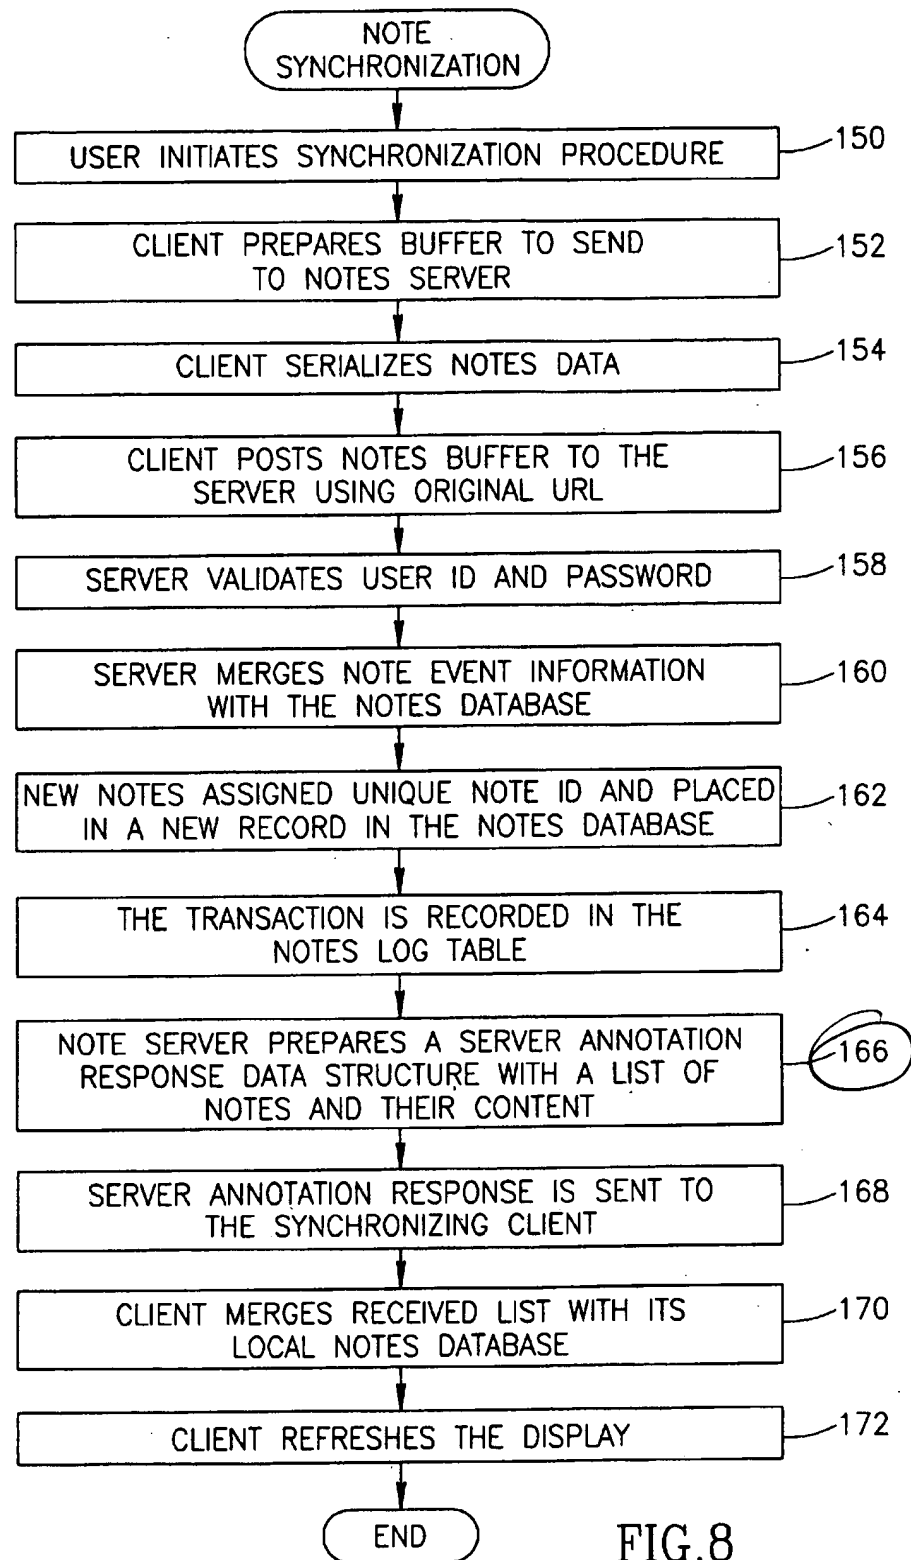 NOTE
SYNCHRONIZATION
USER INITIATES SYNCHRONIZATION PROCEDURE
150
CLIENT PREPARES BUFFER TO SEND
TO NOTES SERVER
152
CLIENT SERIALIZES NOTES DATA
154
CLIENT POSTS NOTES BUFFER TO THE
SERVER USING ORIGINAL URL
156
SERVER VALIDATES USER ID AND PASSWORD
158
SERVER MERGES NOTE EVENT INFORMATION
WITH THE NOTES DATABASE
160
NEW NOTES ASSIGNED UNIQUE NOTE ID AND PLACED
IN A NEW RECORD IN THE NOTES DATABASE
162
THE TRANSACTION IS RECORDED IN THE
NOTES LOG TABLE
164
NOTE SERVER PREPARES A SERVER ANNOTATION
RESPONSE DATA STRUCTURE WITH A LIST OF
NOTES AND THEIR CONTENT
166
SERVER ANNOTATION RESPONSE IS SENT TO
THE SYNCHRONIZING CLIENT
168
CLIENT MERGES RECEIVED LIST WITH ITS
LOCAL NOTES DATABASE
170
CLIENT REFRESHES THE DISPLAY
172
END
FIG.8